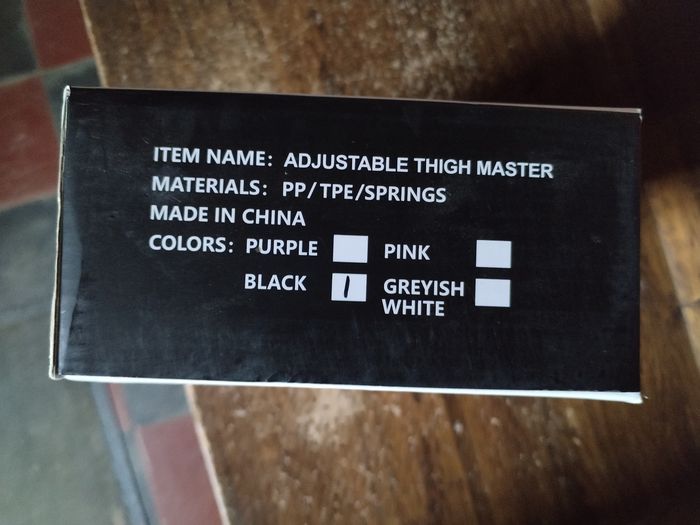 ITEM NAME: ADJUSTABLE THIGH MASTER
MATERIALS: PP/TPE/SPRINGS
MADE IN CHINA
COLORS: PURPLE PINK
BLACK GREYISH
WHITE